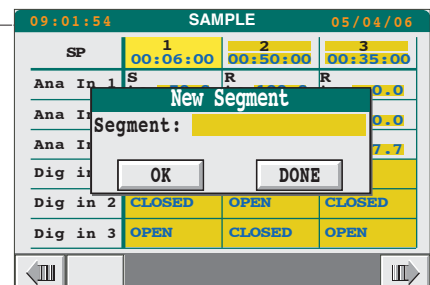 09:01:54 SAMPLE 05/04/06
SP 1 2 3
00:06:00 00:50:00 00:35:00
Ana In 1 S R R
0.0
New Segment
Ana In 0.0
Segment:
Ana In 7.7
Dig in
OK DONE
Dig in 2 CLOSED OPEN CLOSED
Dig in 3 OPEN CLOSED OPEN